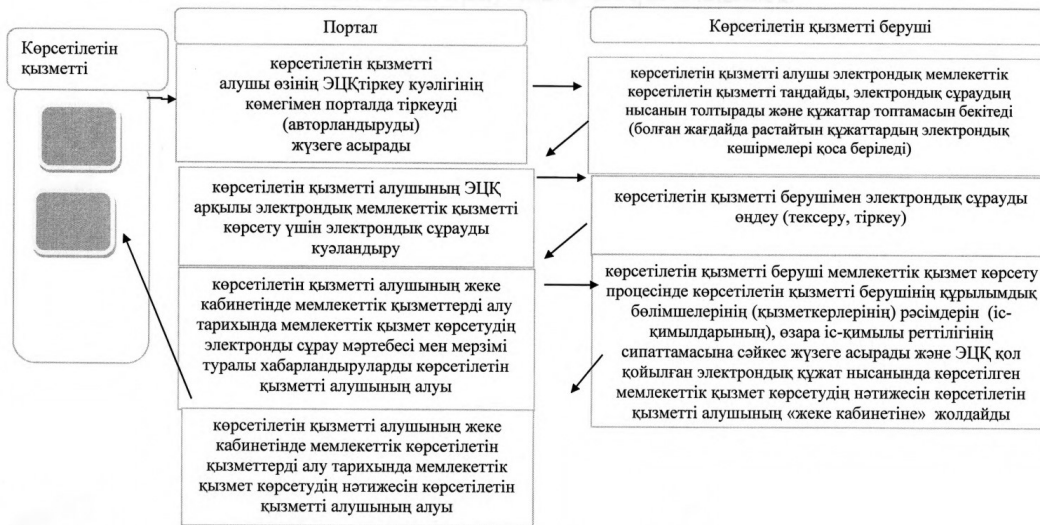 Көрсетілетін
қызметті
Портал
көрсетілетін қызметті
алушы өзінің ЭЦҚтіркеу куәлігінің
көмегімен порталда тіркеуді
(авторландыруды)
жүзеге асырады
көрсетілетін қызметті алушының ЭЦҚ
арқылы электрондық мемлекеттік қызметті
көрсету үшін электрондық сұрауды
куәландыру
көрсетілетін қызметті алушының жеке
кабинетінде мемлекеттік қызметтерді алу
тарихында мемлекеттік қызмет көрсетудің
электронды сұрау мәртебесі мен мерзімі
туралы хабарландыруларды көрсетілетін
қызметті алушының алуы
көрсетілетін қызметті алушының жеке
кабинетінде мемлекеттік көрсетілетін
қызметтерді алу тарихында мемлекеттік
қызмет көрсетудің нәтижесін көрсетілетін
қызметті алушының алуы
Көрсетілетін қызметті беруші
көрсетілетін қызметті алушы электрондық мемлекеттік
көрсетілетін қызметті таңдайды, электрондық сұраудың
нысанын толтырады және құжаттар топтамасын бекітеді
(болған жағдайда растайтын құжаттардың электрондық
көшірмелері қоса беріледі)
көрсетілетін қызметті берушімен электрондық сұрауды
өңдеу (тексеру, тіркеу)
көрсетілетін қызметті беруші мемлекеттік қызмет көрсету
процесінде көрсетілетін қызметті берушінің құрылымдық
бөлімшелерінің (қызметкерлерінің) рәсімдерін (іс-
қимылдарының), өзара іс-қимылы реттілігінің
сипаттамасына сәйкес жүзеге асырады және ЭЦҚ қол
қойылған электрондық құжат нысанында көрсетілген
мемлекеттік қызмет көрсетудің нәтижесін көрсетілетін
қызметті алушының «жеке кабинетіне» жолдайды